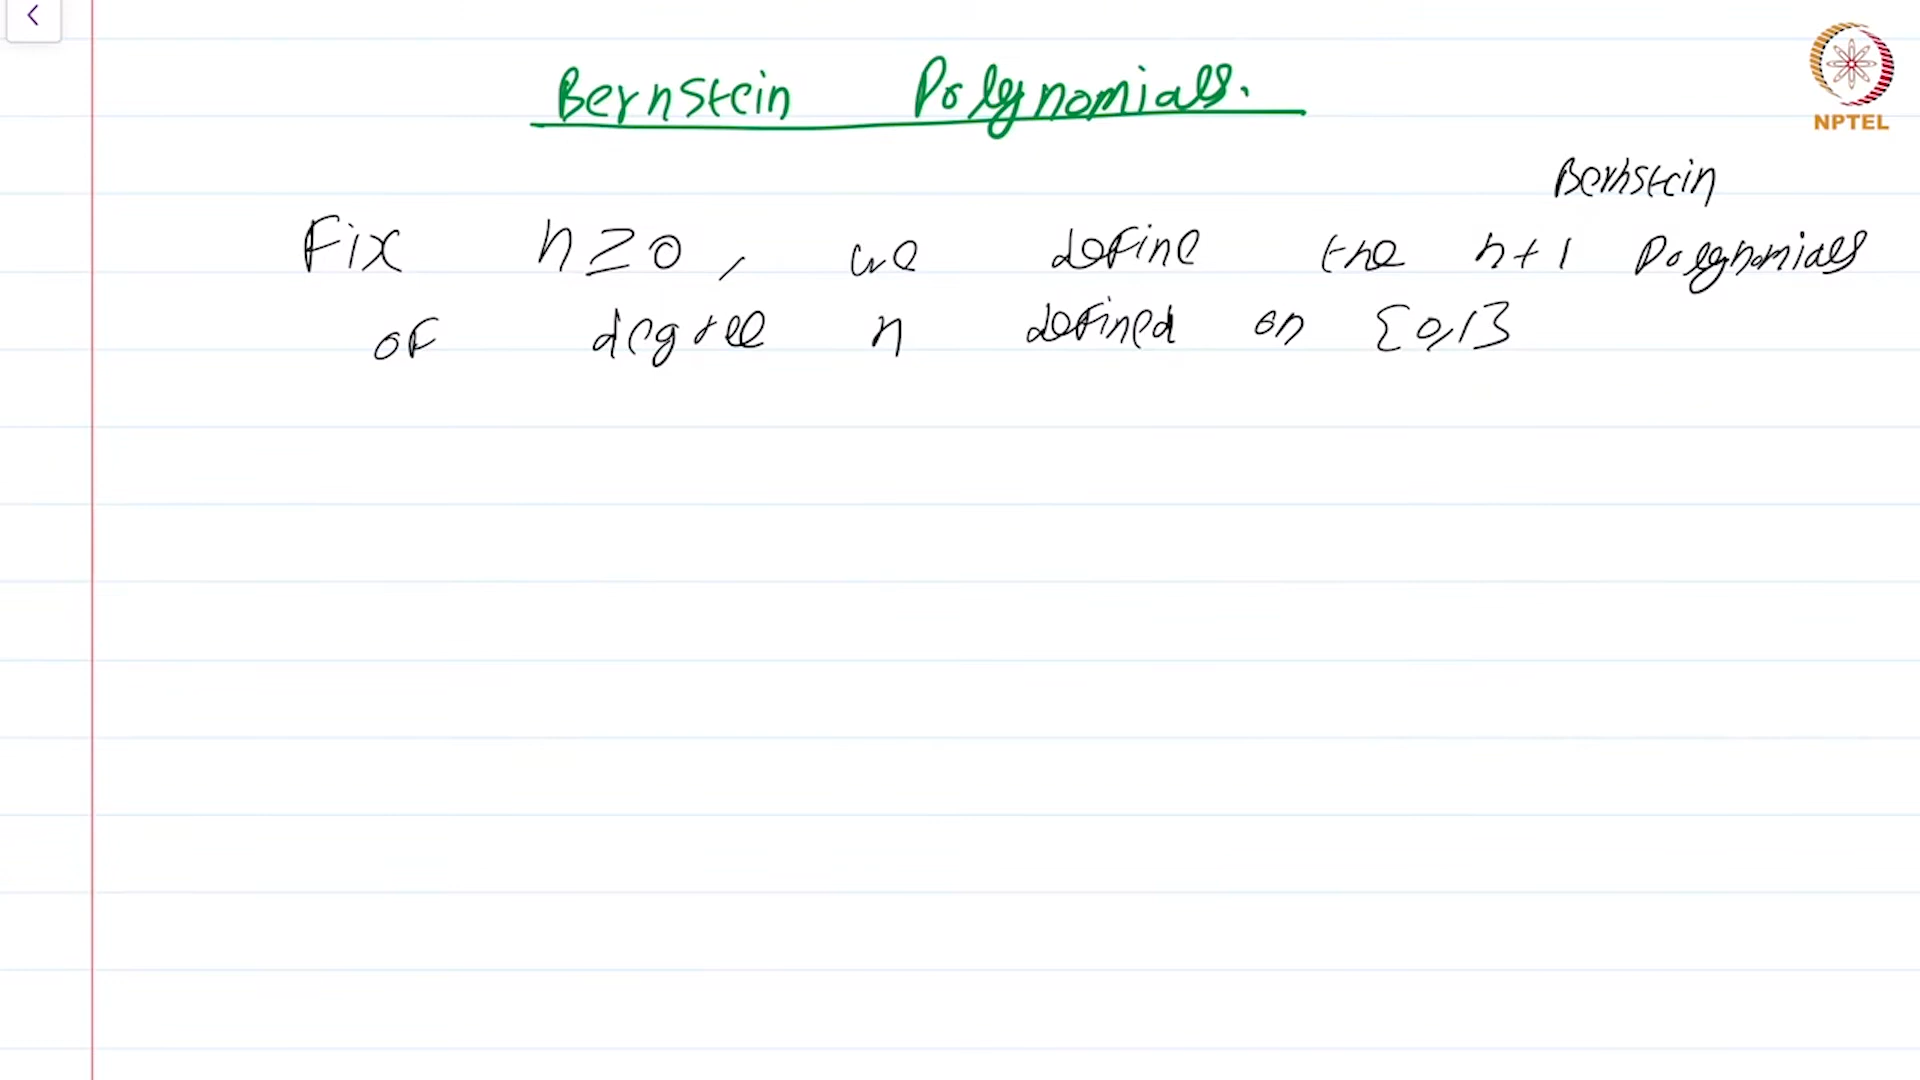 Bernstein Polynomials.
NPTEL
Bernstein
Fix n ≥ 0, we define the n+1 Polynomials
of degree n defined on [0,1]